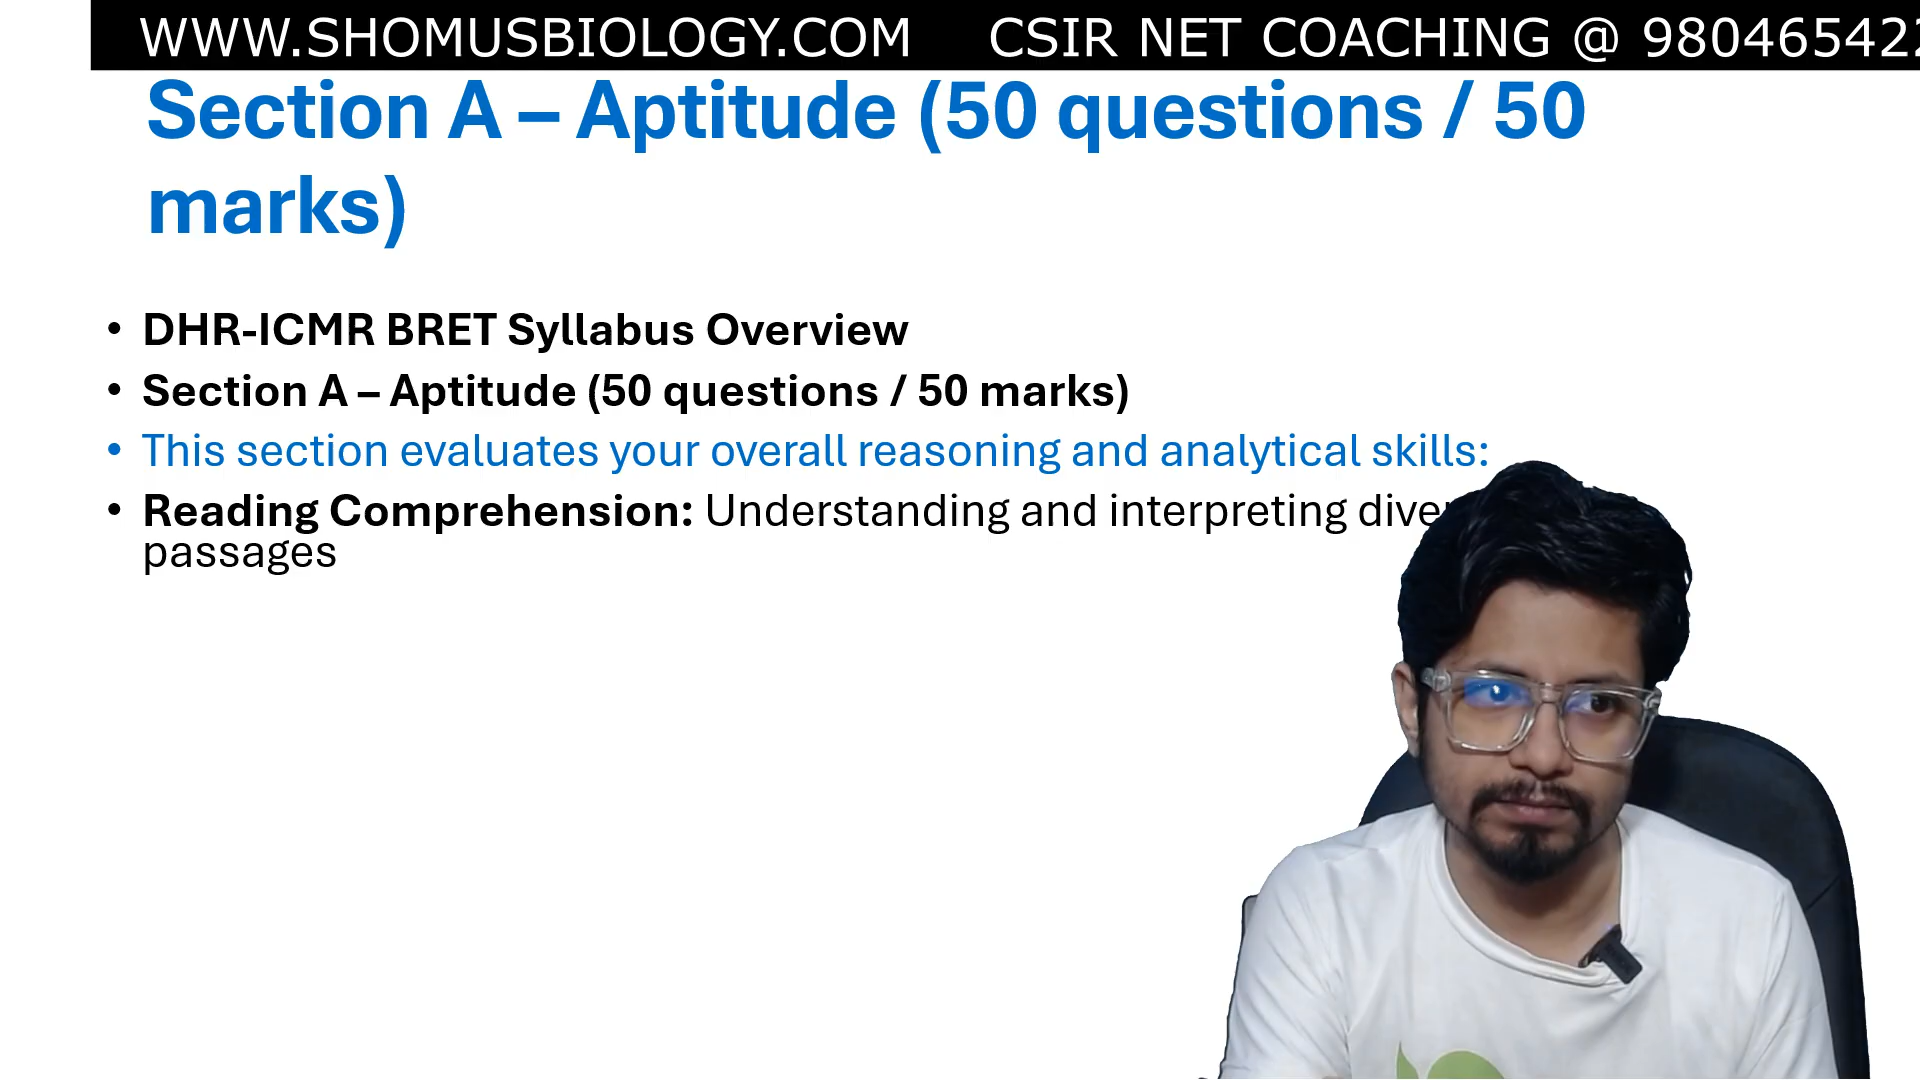 WWW.SHOMUSBIOLOGY.COM CSIR NET COACHING @ 980465422
Section A – Aptitude (50 questions / 50
marks)
• DHR-ICMR BRET Syllabus Overview
• Section A – Aptitude (50 questions / 50 marks)
• This section evaluates your overall reasoning and analytical skills:
• Reading Comprehension: Understanding and interpreting
passages